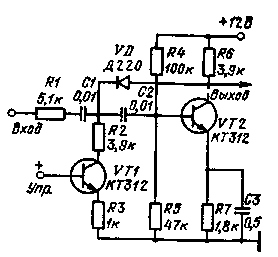 +12В
VD
Д220
R4
100к
R6
3,9к
R1
5,1к
C1
0,01
C2
0,01
Выход
Вход
R2
3,9к
VT2
КТ312
+
Упр.
VT1
КТ312
R3
1к
R5
47к
R7
1,8к
C3
0,5